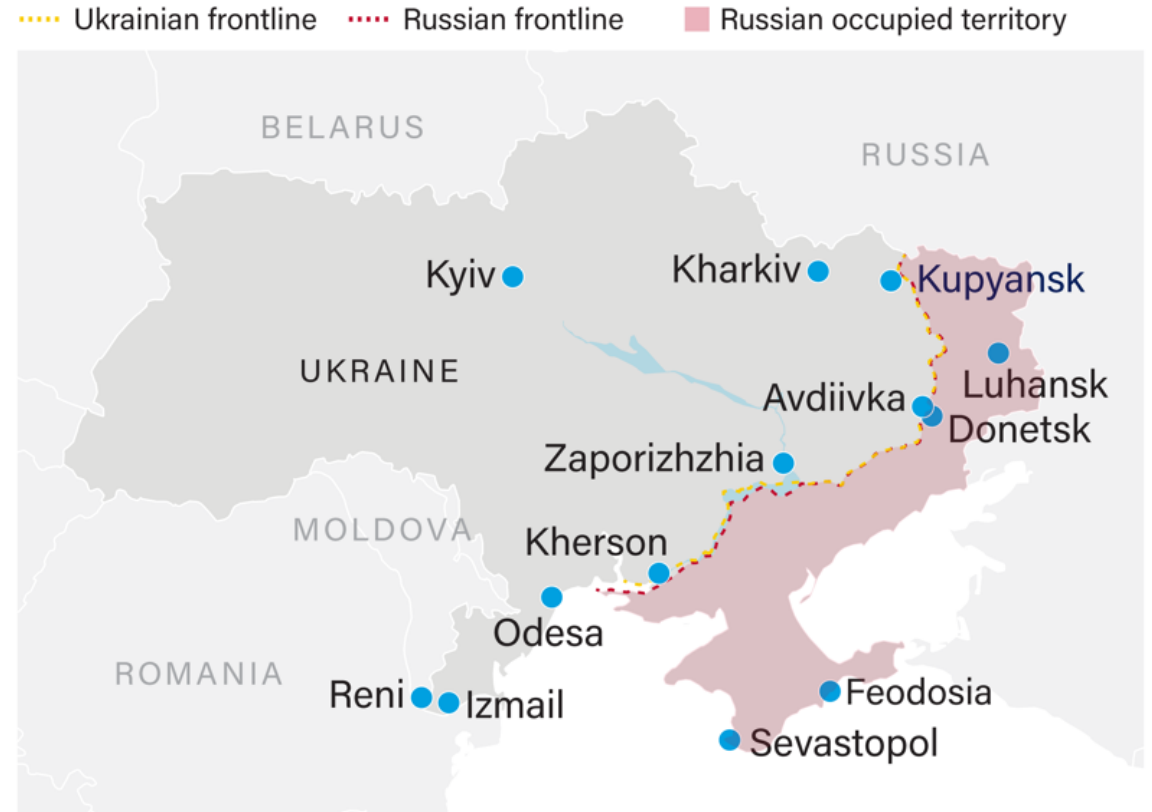 Ukrainian frontline Russian frontline Russian occupied territory
BELARUS
RUSSIA
Kyiv
Kharkiv
Kupyansk
UKRAINE
Luhansk
Avdiivka
Donetsk
Zaporizhzhia
MOLDOVA
Kherson
Odesa
ROMANIA
Reni
Izmail
Feodosia
Sevastopol